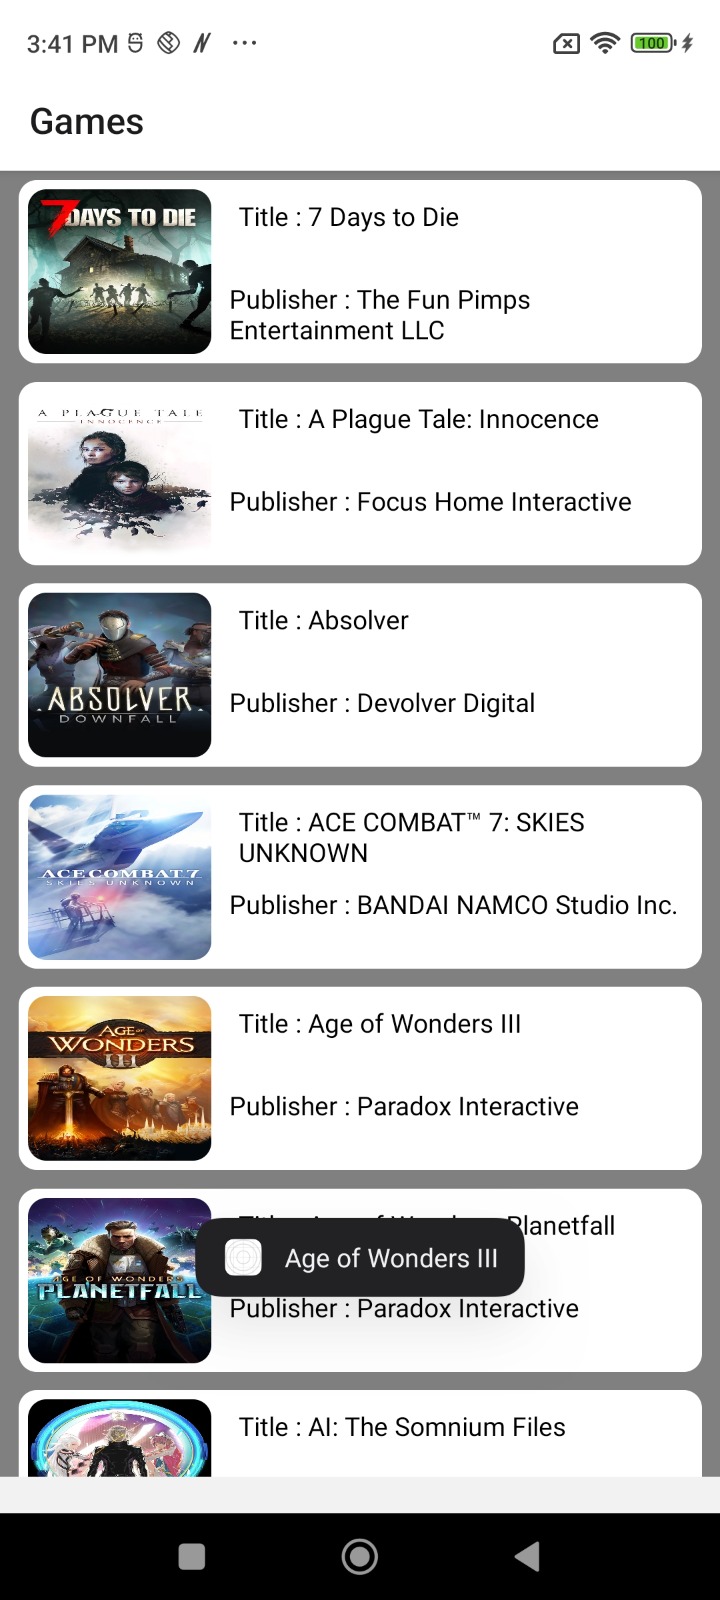 3:41 PM
100
Games
7 DAYS TO DIE
Title : 7 Days to Die
Publisher : The Fun Pimps
Entertainment LLC
A PLAGUE TALE
INNOCENCE
Title : A Plague Tale: Innocence
Publisher : Focus Home Interactive
ABSOLVER
DOWNFALL
Title : Absolver
Publisher : Devolver Digital
ACE COMBAT 7
SKIES UNKNOWN
Title : ACE COMBAT™ 7: SKIES
UNKNOWN
Publisher : BANDAI NAMCO Studio Inc.
AGE OF
WONDERS
III
Title : Age of Wonders III
Publisher : Paradox Interactive
AGE OF WONDERS
PLANETFALL
Planetfall
Age of Wonders III
Publisher : Paradox Interactive
Title : AI: The Somnium Files